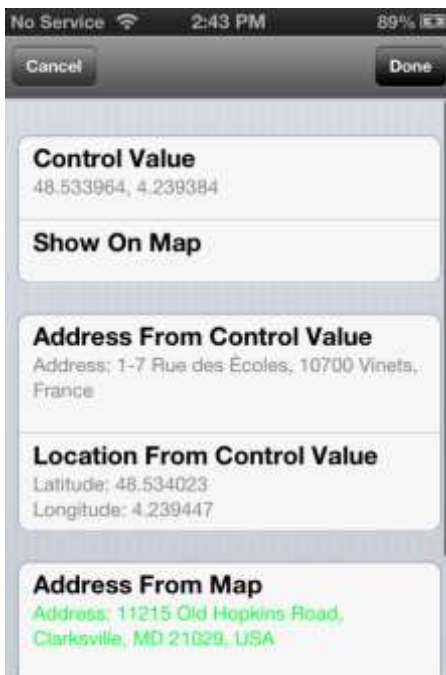 No Service 2:43 PM 89%
Cancel Done
Control Value
48.533964, 4.239384
Show On Map
Address From Control Value
Address: 1-7 Rue des Écoles, 10700 Vinets,
France
Location From Control Value
Latitude: 48.534023
Longitude: 4.239447
Address From Map
Address: 11215 Old Hopkins Road,
Clarksville, MD 21029, USA